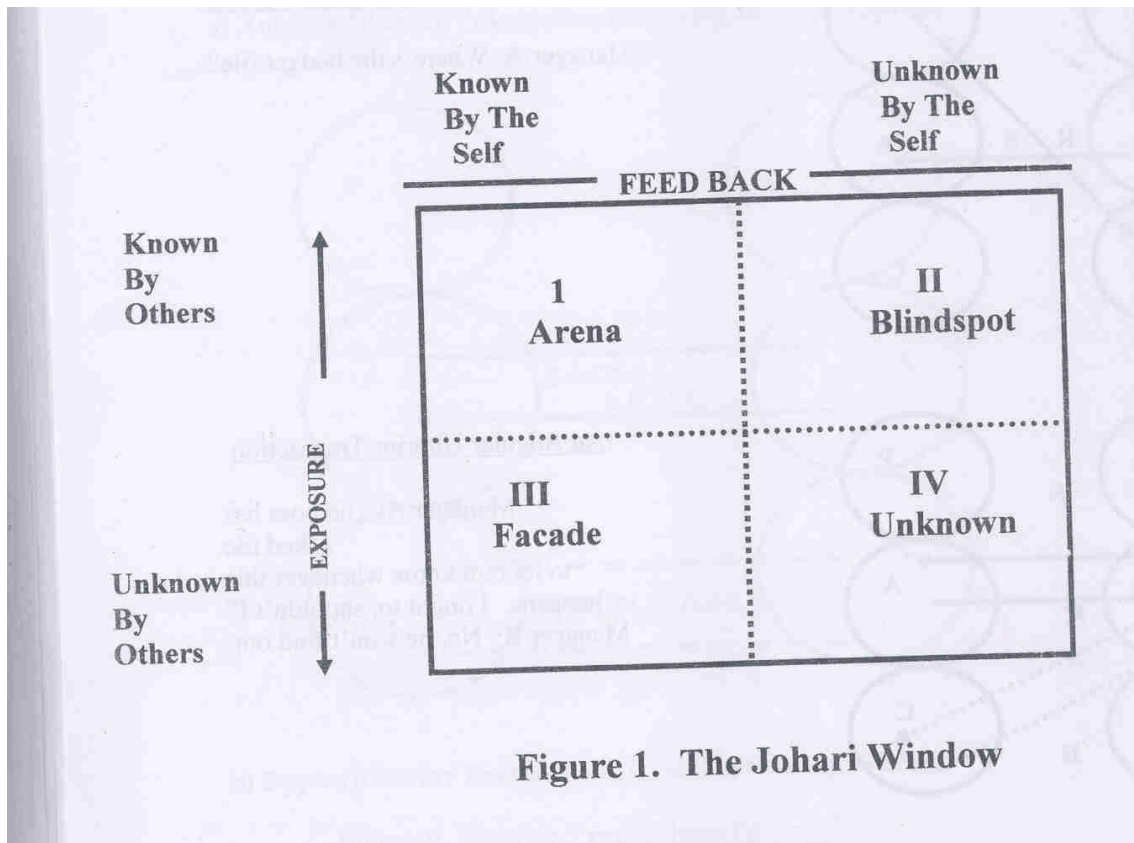 Known
By The
Self
Unknown
By The
Self
FEED BACK
Known
By
Others
1
Arena
II
Blindspot
EXPOSURE
III
Facade
IV
Unknown
Unknown
By
Others
Figure 1. The Johari Window